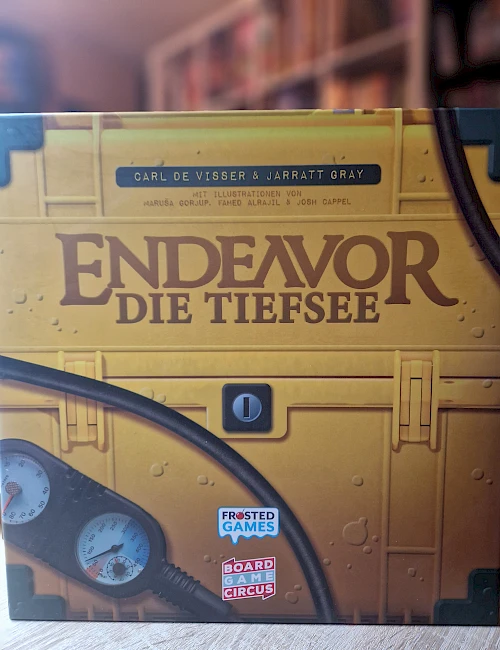 CARL DE VISSER & JARRATT GRAY
MIT ILLUSTRATIONEN VON
MARUŠA GORJUP, FAHED ALRAJIL & JOSH CAPPEL
ENDEAVOR
DIE TIEFSEE
FROSTED
GAMES
BOARD
GAME
CIRCUS